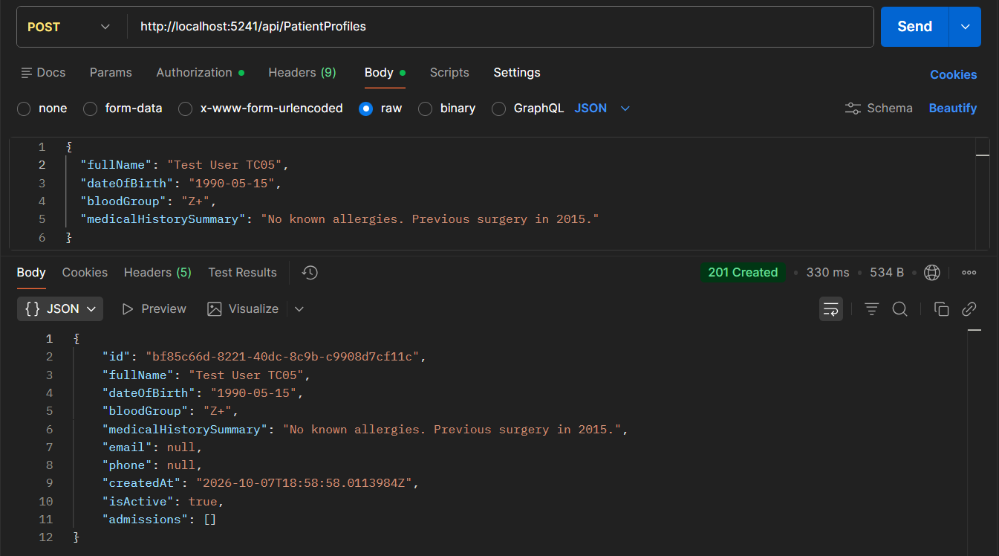 POST http://localhost:5241/api/PatientProfiles Send
Docs Params Authorization Headers (9) Body Scripts Settings Cookies
none form-data x-www-form-urlencoded raw binary GraphQL JSON Schema Beautify
1 {
2 "fullName": "Test User TC05",
3 "dateOfBirth": "1990-05-15",
4 "bloodGroup": "Z+",
5 "medicalHistorySummary": "No known allergies. Previous surgery in 2015."
6 }
Body Cookies Headers (5) Test Results 201 Created • 330 ms • 534 B •
{} JSON Preview Visualize
1 {
2 "id": "bf85c66d-8221-40dc-8c9b-c9908d7cf11c",
3 "fullName": "Test User TC05",
4 "dateOfBirth": "1990-05-15",
5 "bloodGroup": "Z+",
6 "medicalHistorySummary": "No known allergies. Previous surgery in 2015.",
7 "email": null,
8 "phone": null,
9 "createdAt": "2026-10-07T18:58:58.0113984Z",
10 "isActive": true,
11 "admissions": []
12 }